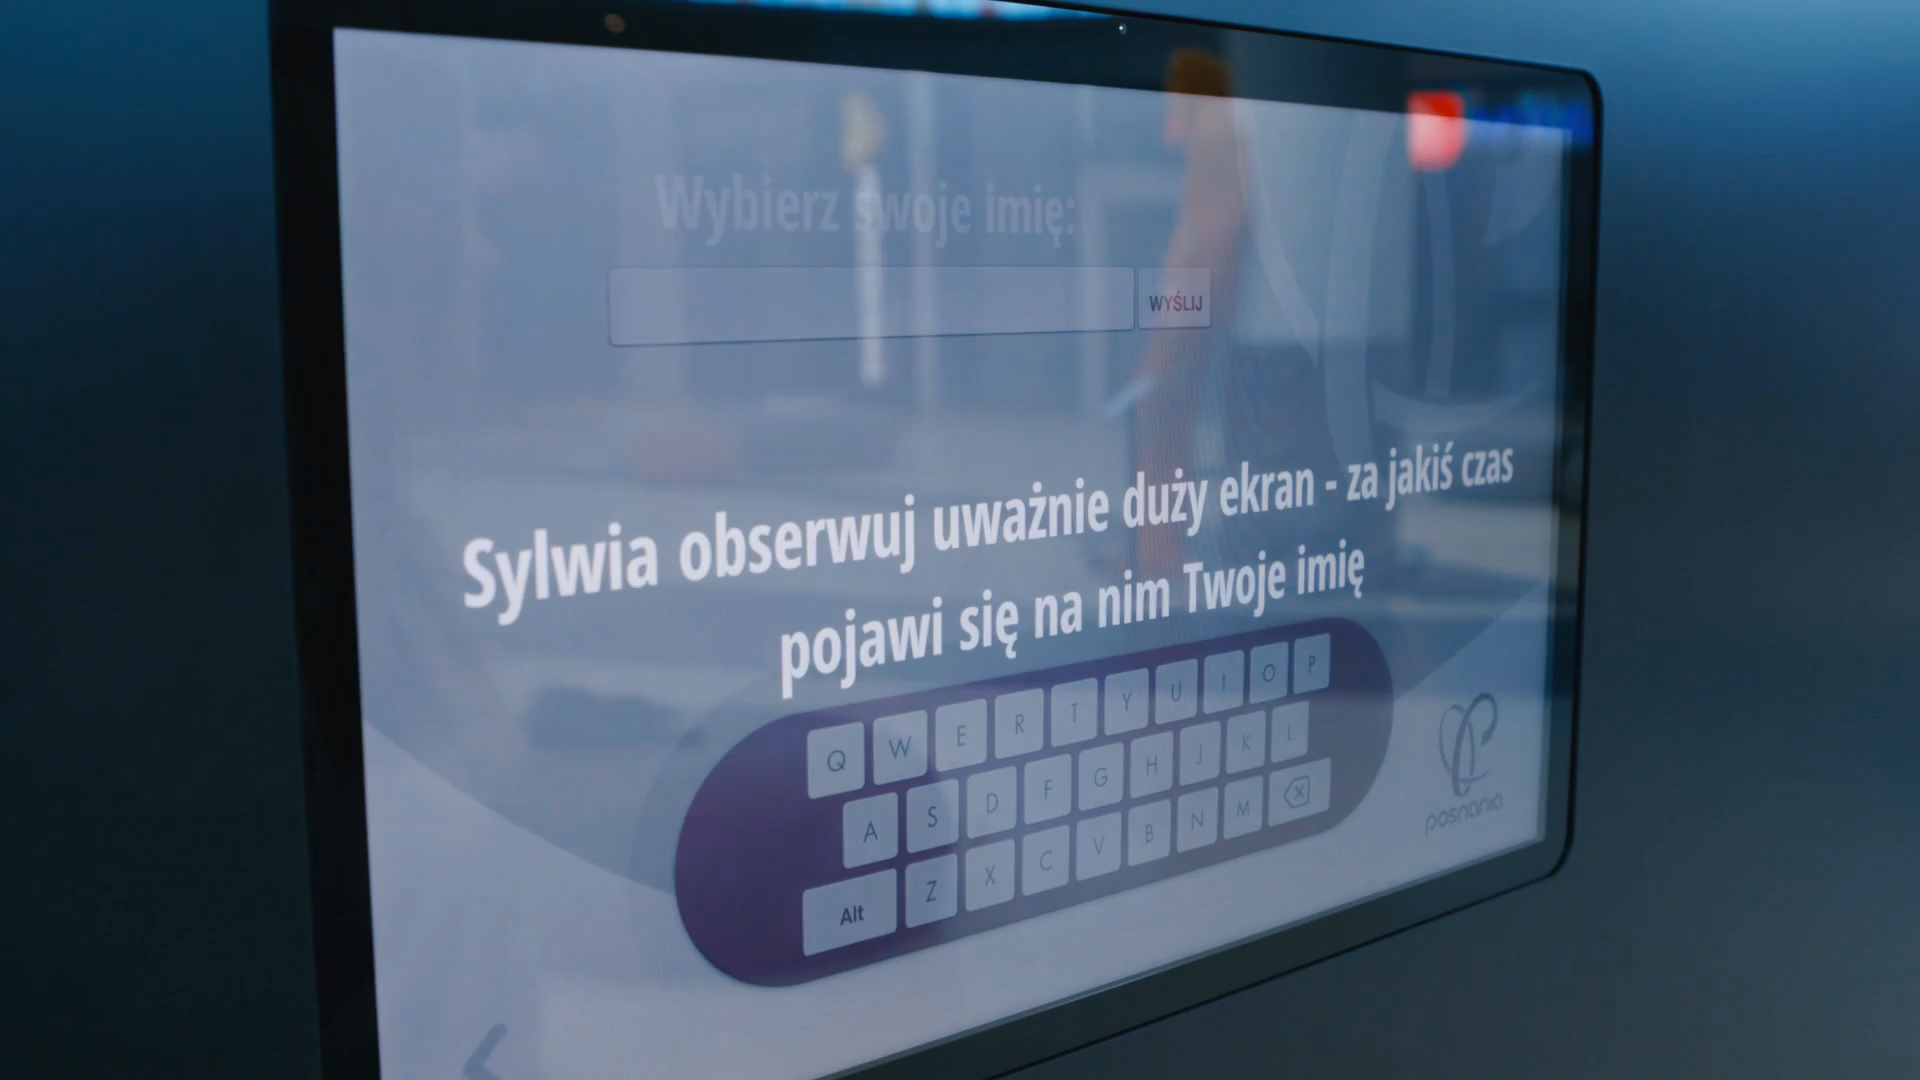 Wybierz swoje imię:
WYŚLIJ
Sylwia obserwuj uważnie duży ekran - za jakiś czas
pojawi się na nim Twoje imię
Q W E R T Y U I O P
A S D F G H J K L
Alt Z X C V B N M
posnania